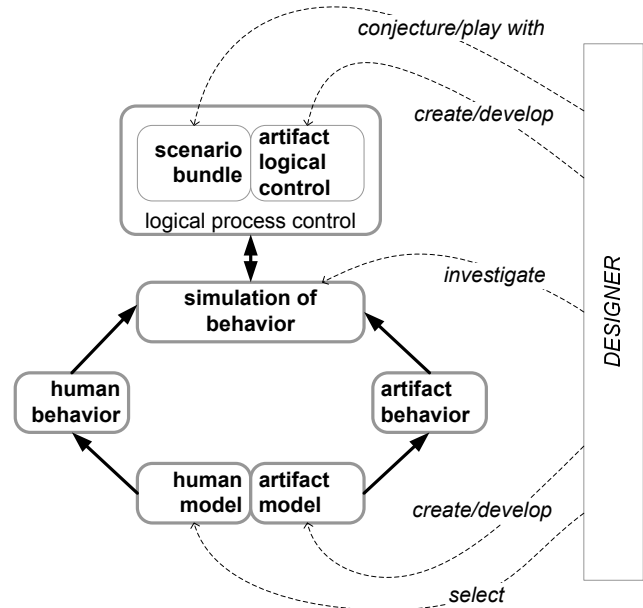 conjecture/play with
create/develop
scenario
bundle
artifact
logical
control
logical process control
investigate
simulation of
behavior
DESIGNER
human
behavior
artifact
behavior
human
model
artifact
model
create/develop
select